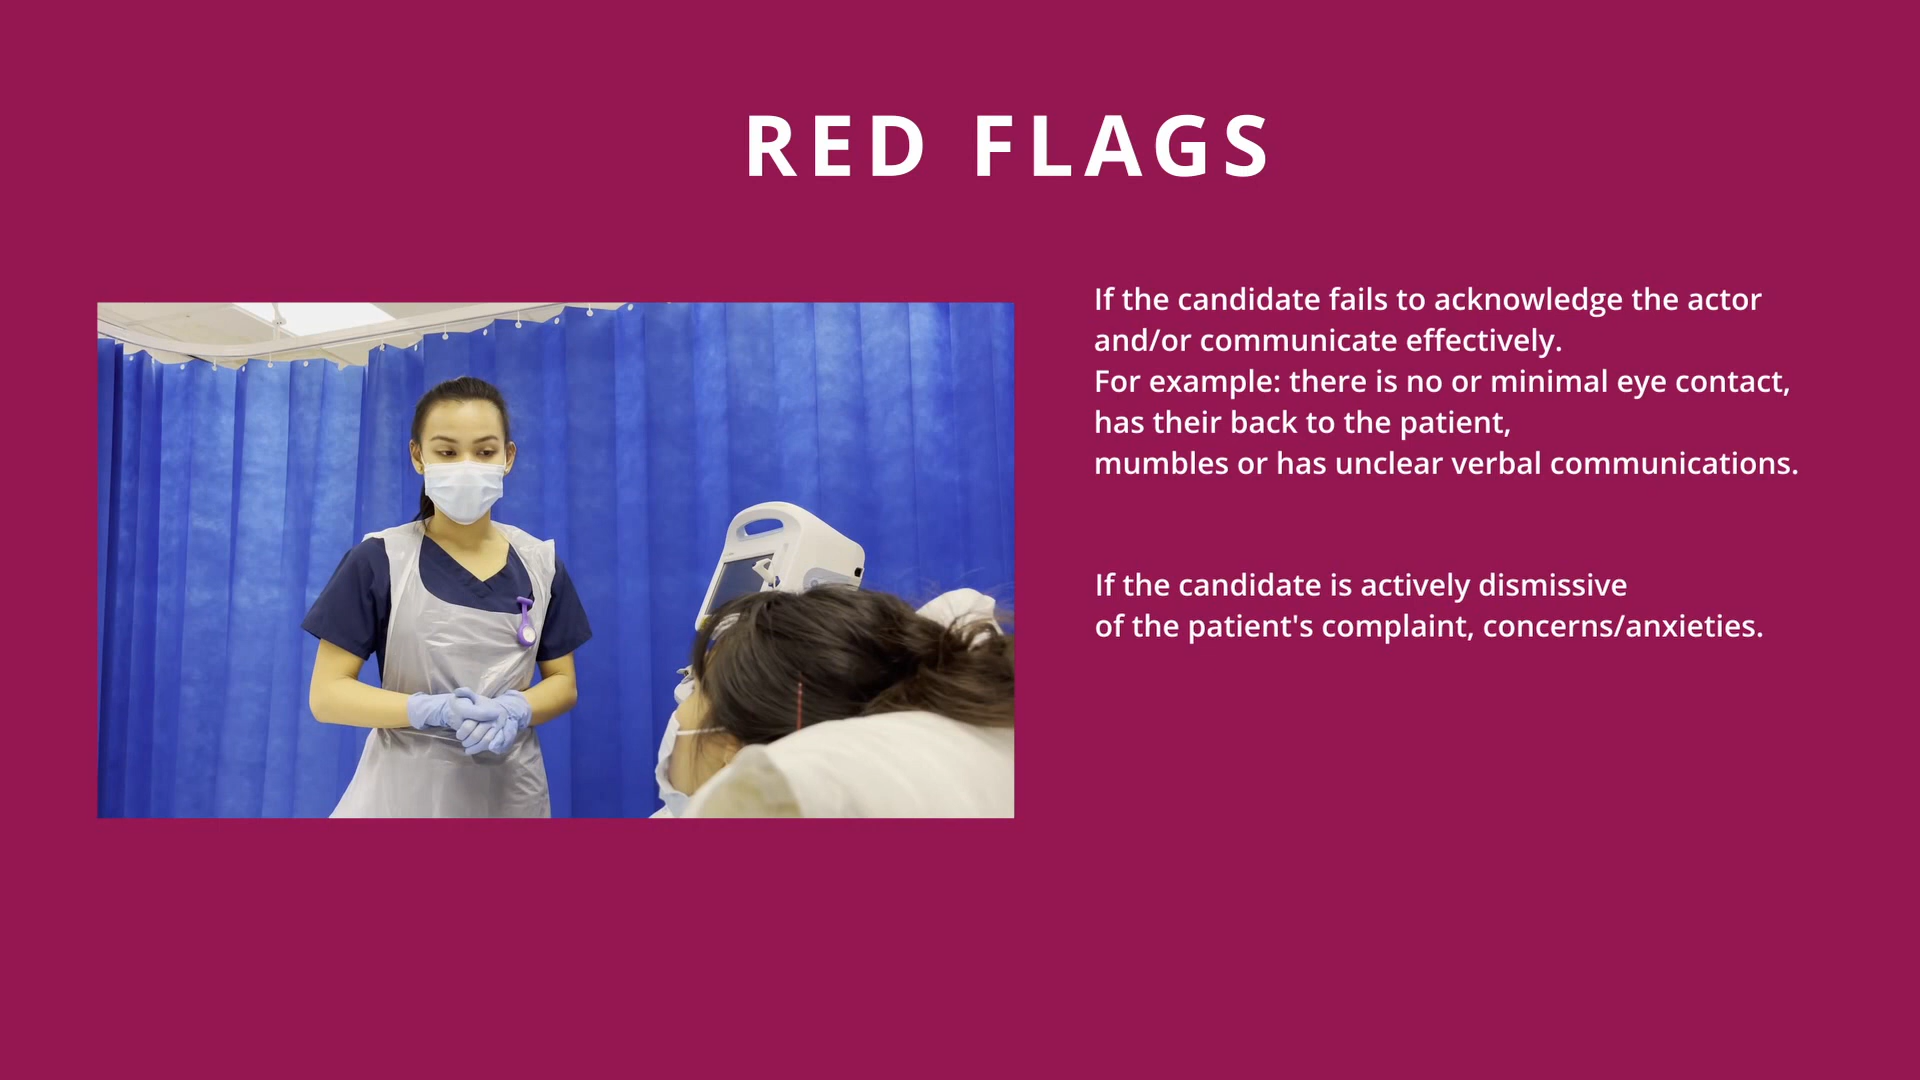 RED FLAGS
If the candidate fails to acknowledge the actor
and/or communicate effectively.
For example: there is no or minimal eye contact,
has their back to the patient,
mumbles or has unclear verbal communications.
If the candidate is actively dismissive
of the patient's complaint, concerns/anxieties.